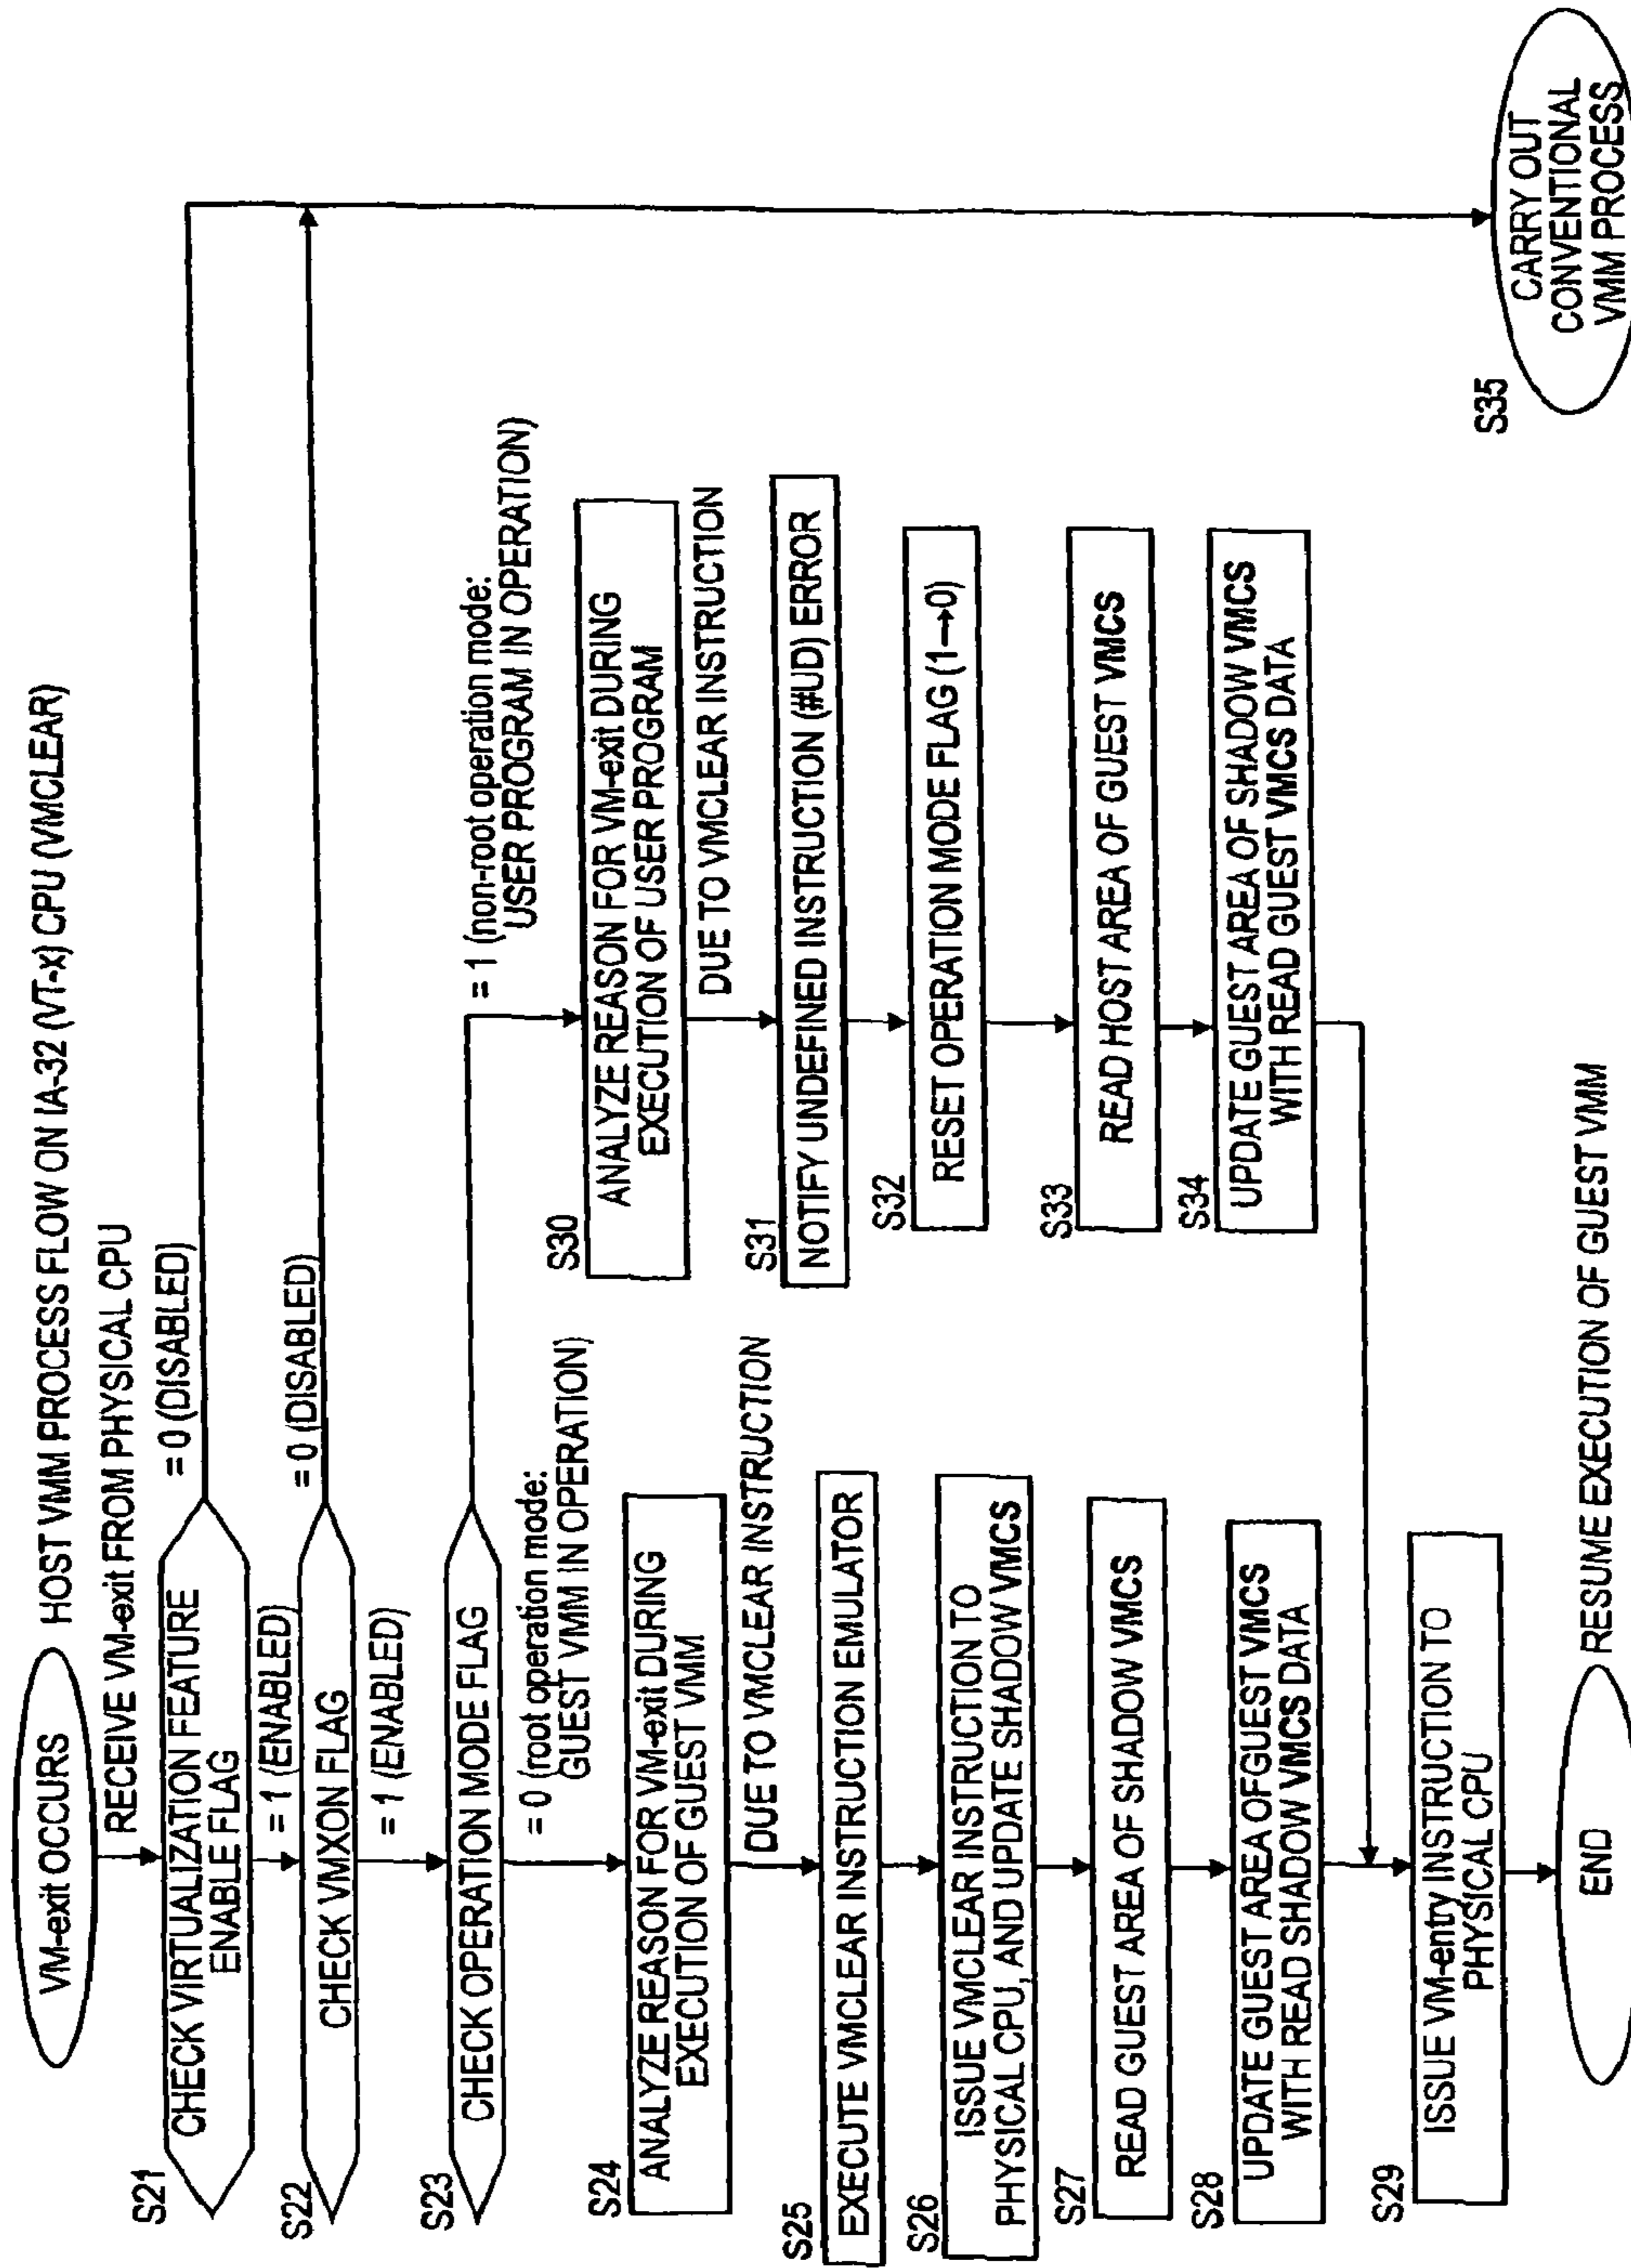 HOST VMM PROCESS FLOW ON IA-32 (VT-x) CPU (VMCLEAR)
VM-exit OCCURS
RECEIVE VM-exit FROM PHYSICAL CPU
S21
CHECK VIRTUALIZATION FEATURE
ENABLE FLAG
= 0 (DISABLED)
= 1 (ENABLED)
S22
CHECK VMXON FLAG
= 0 (DISABLED)
= 1 (ENABLED)
S23
CHECK OPERATION MODE FLAG
= 0 (root operation mode:
GUEST VMM IN OPERATION)
= 1 (non-root operation mode:
USER PROGRAM IN OPERATION)
S24
ANALYZE REASON FOR VM-exit DURING
EXECUTION OF GUEST VMM
DUE TO VMCLEAR INSTRUCTION
S25
EXECUTE VMCLEAR INSTRUCTION EMULATOR
S26
ISSUE VMCLEAR INSTRUCTION TO
PHYSICAL CPU, AND UPDATE SHADOW VMCS
S27
READ GUEST AREA OF SHADOW VMCS
S28
UPDATE GUEST AREA OFGUEST VMCS
WITH READ SHADOW VMCS DATA
S29
ISSUE VM-entry INSTRUCTION TO
PHYSICAL CPU
END
RESUME EXECUTION OF GUEST VMM
S30
ANALYZE REASON FOR VM-exit DURING
EXECUTION OF USER PROGRAM
DUE TO VMCLEAR INSTRUCTION
S31
NOTIFY UNDEFINED INSTRUCTION (#UD) ERROR
S32
RESET OPERATION MODE FLAG (1→0)
S33
READ HOST AREA OF GUEST VMCS
S34
UPDATE GUEST AREA OF SHADOW VMCS
WITH READ GUEST VMCS DATA
S35
CARRY OUT
CONVENTIONAL
VMM PROCESS